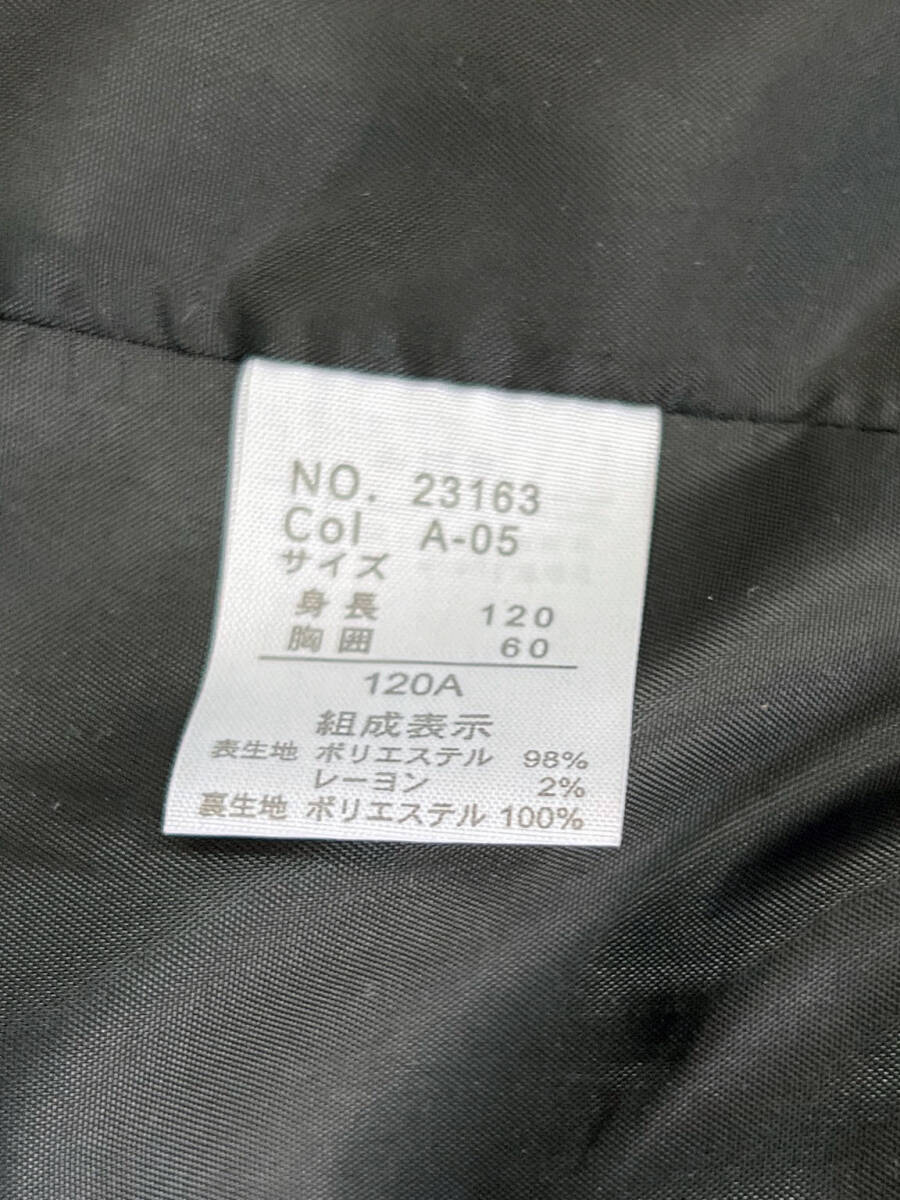 NO. 23163
Col A-05
サイズ
身長 120
胸囲 60
120A
組成表示
表生地 ポリエステル 98%
レーヨン 2%
裏生地 ポリエステル 100%